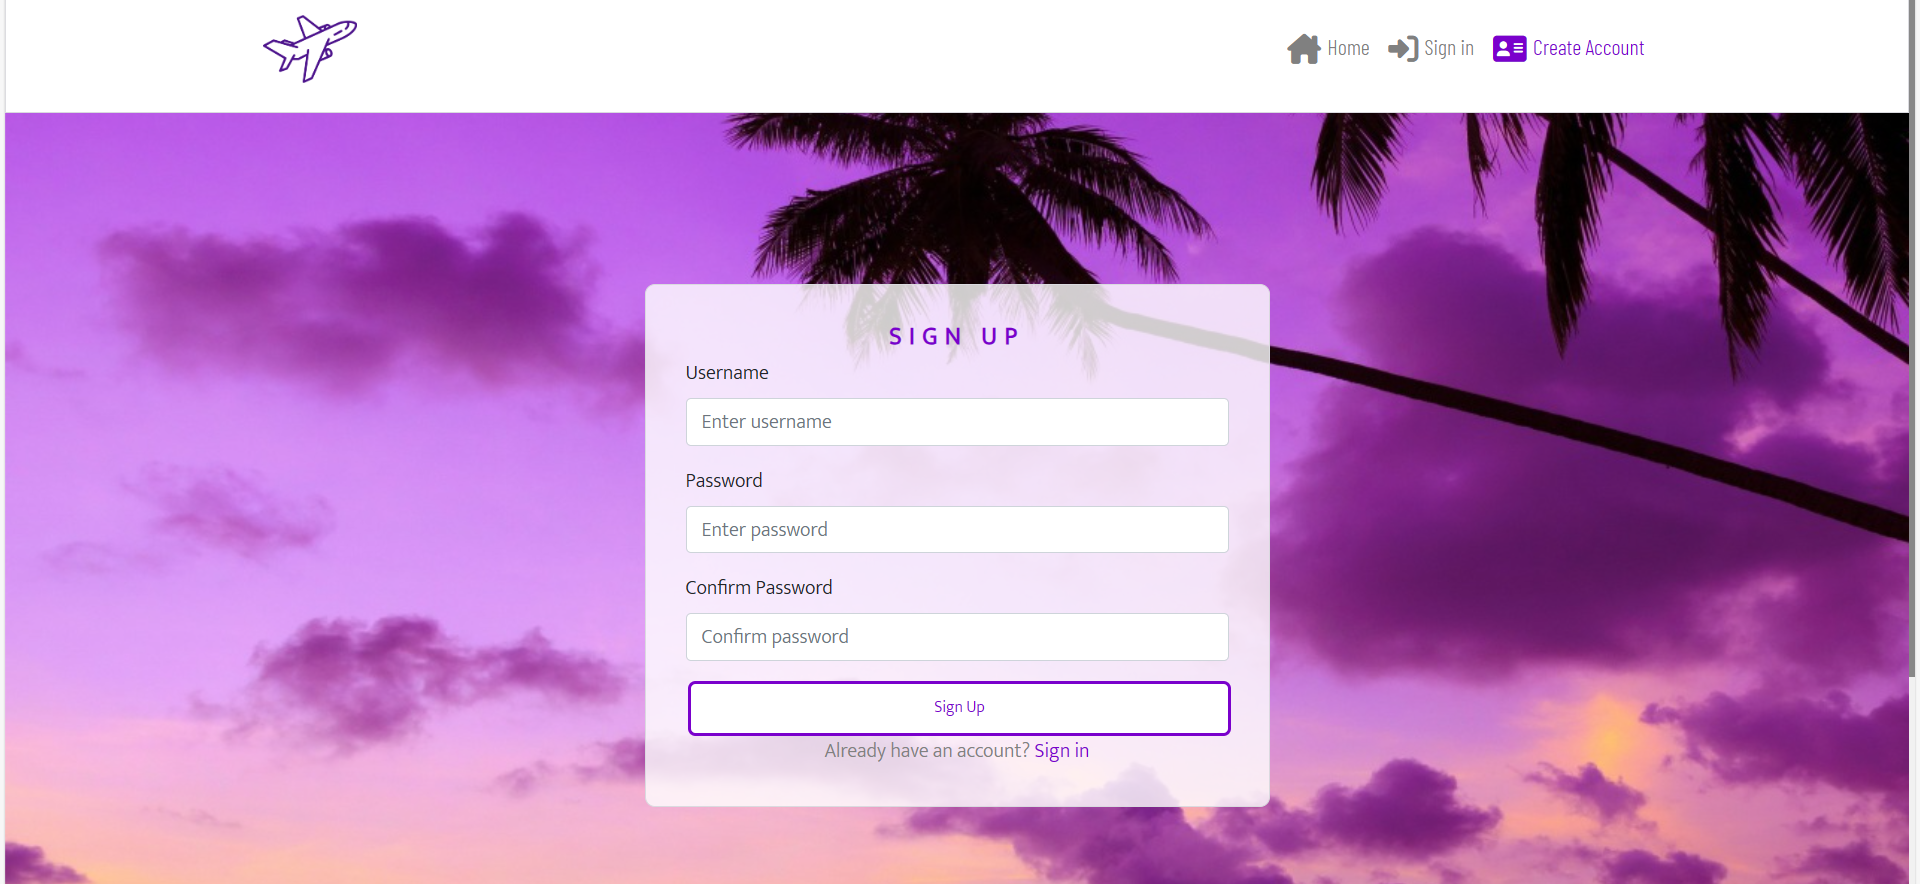 Home Sign in Create Account
SIGN UP
Username
Enter username
Password
Enter password
Confirm Password
Confirm password
Sign Up
Already have an account? Sign in